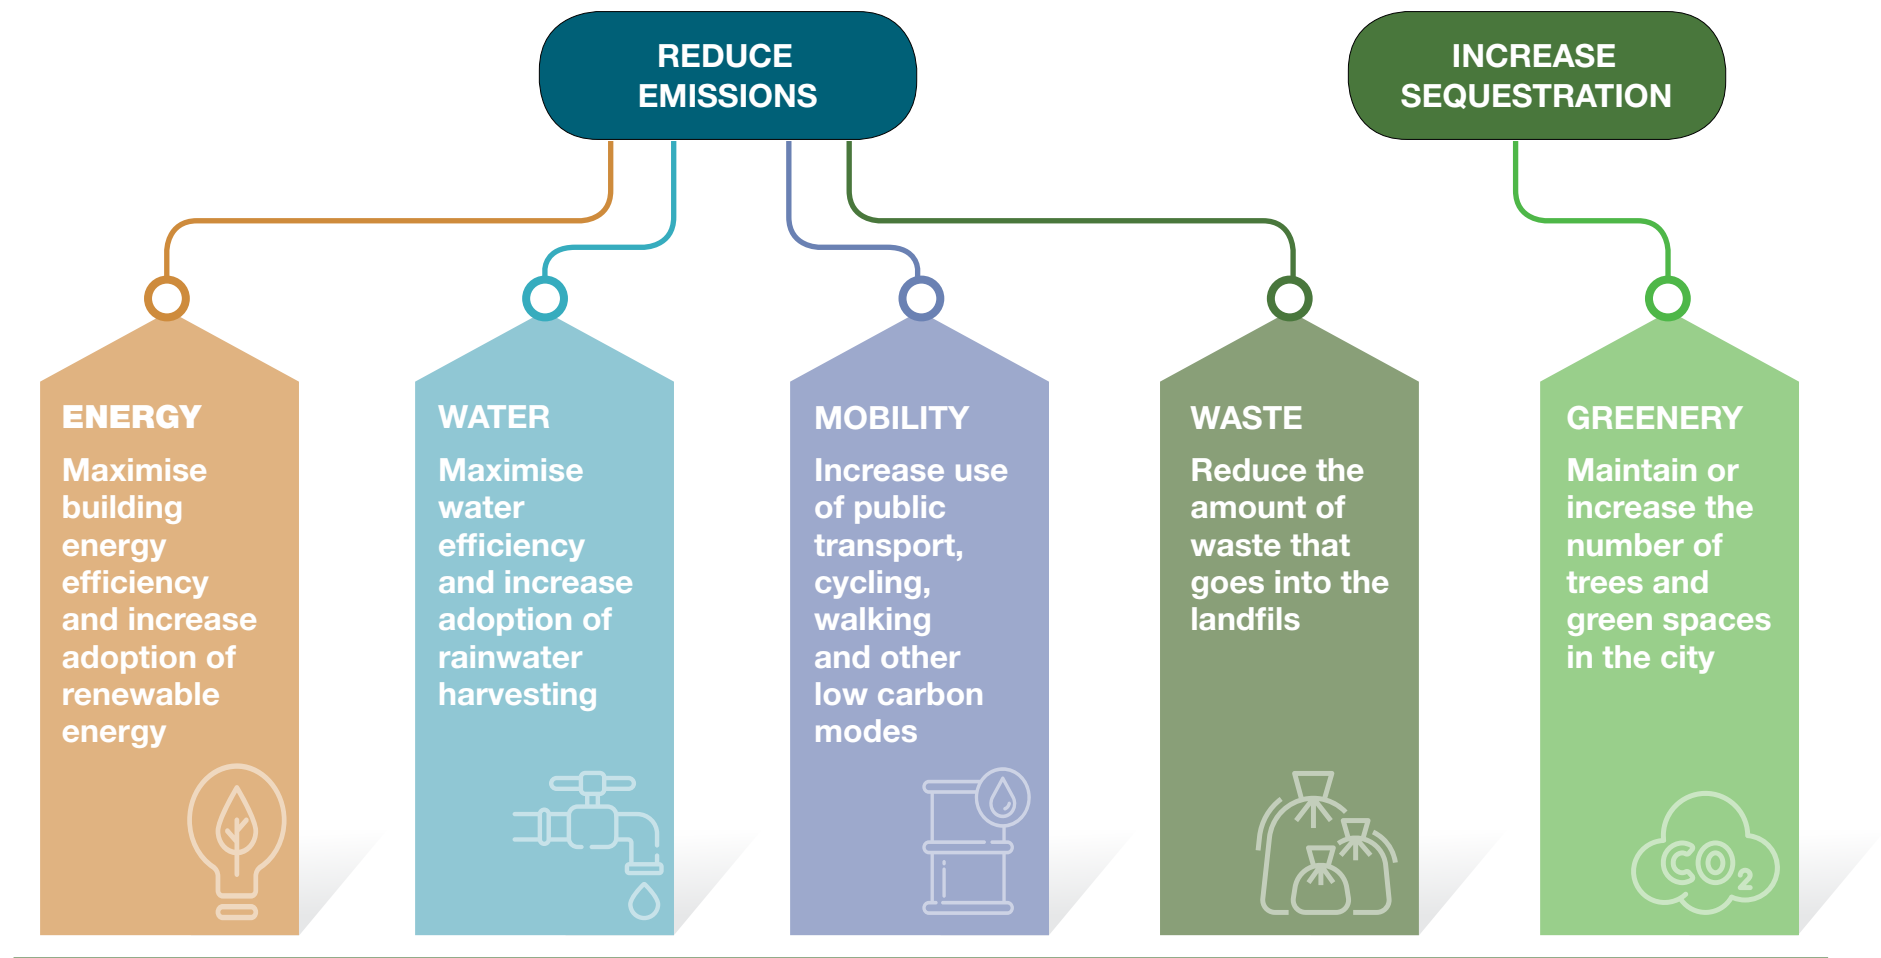 REDUCE
EMISSIONS
INCREASE
SEQUESTRATION
ENERGY
Maximise
building
energy
efficiency
and increase
adoption of
renewable
energy
WATER
Maximise
water
efficiency
and increase
adoption of
rainwater
harvesting
MOBILITY
Increase use
of public
transport,
cycling,
walking
and other
low carbon
modes
WASTE
Reduce the
amount of
waste that
goes into the
landfils
GREENERY
Maintain or
increase the
number of
trees and
green spaces
in the city
CO₂